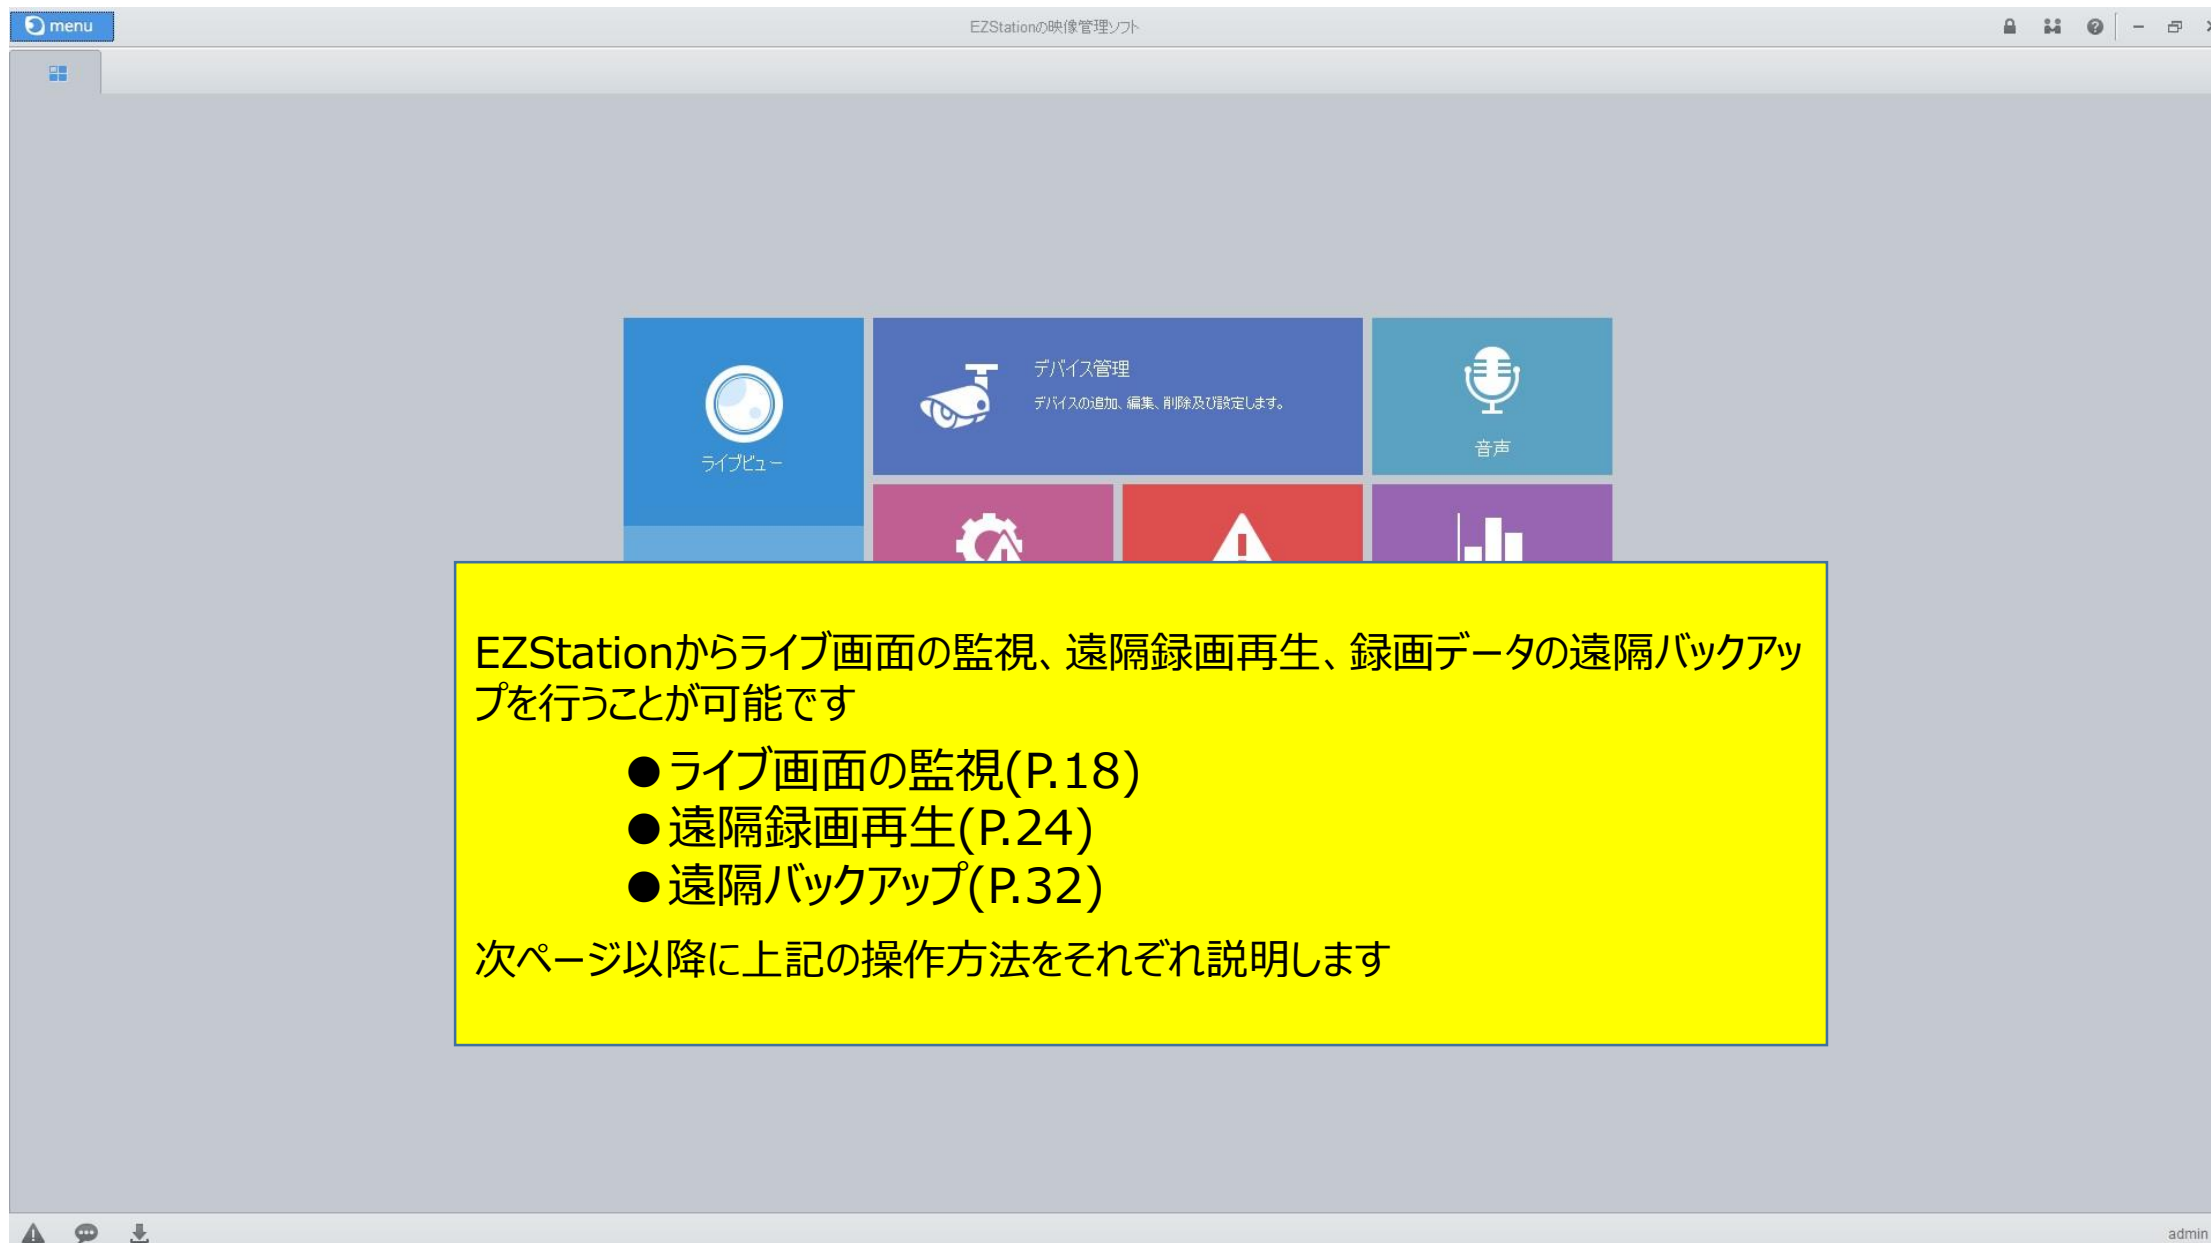 menu
EZStationの映像管理ソフト
デバイス管理
デバイスの追加、編集、削除及び設定します。
ライブビュー
音声
EZStationからライブ画面の監視、遠隔録画再生、録画データの遠隔バックアッ
プを行うことが可能です
●ライブ画面の監視(P.18)
●遠隔録画再生(P.24)
●遠隔バックアップ(P.32)
次ページ以降に上記の操作方法をそれぞれ説明します
admin